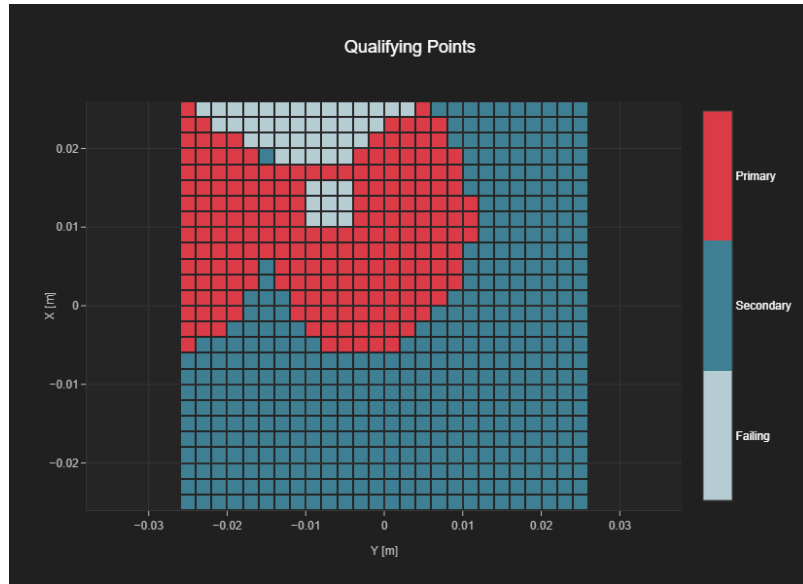 Qualifying Points
Primary
Secondary
Failing
X [m]
0.02
0.01
0
−0.01
−0.02
−0.03 −0.02 −0.01 0 0.01 0.02 0.03
Y [m]